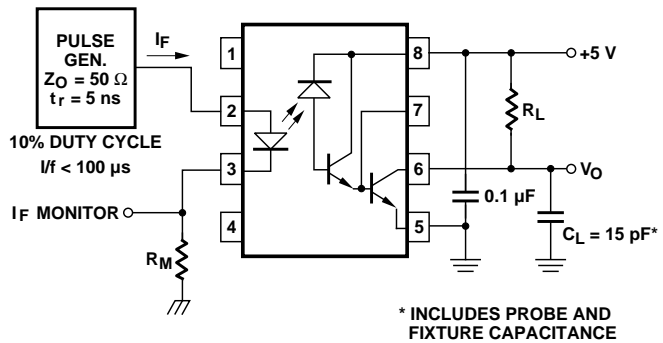 PULSE
GEN.
Z_O = 50 Ω
t_r = 5 ns
I_F
10% DUTY CYCLE
I/f < 100 µs
I_F MONITOR
R_M
1
2
3
4
8
7
6
5
+5 V
R_L
V_O
0.1 µF
C_L = 15 pF*
* INCLUDES PROBE AND
FIXTURE CAPACITANCE